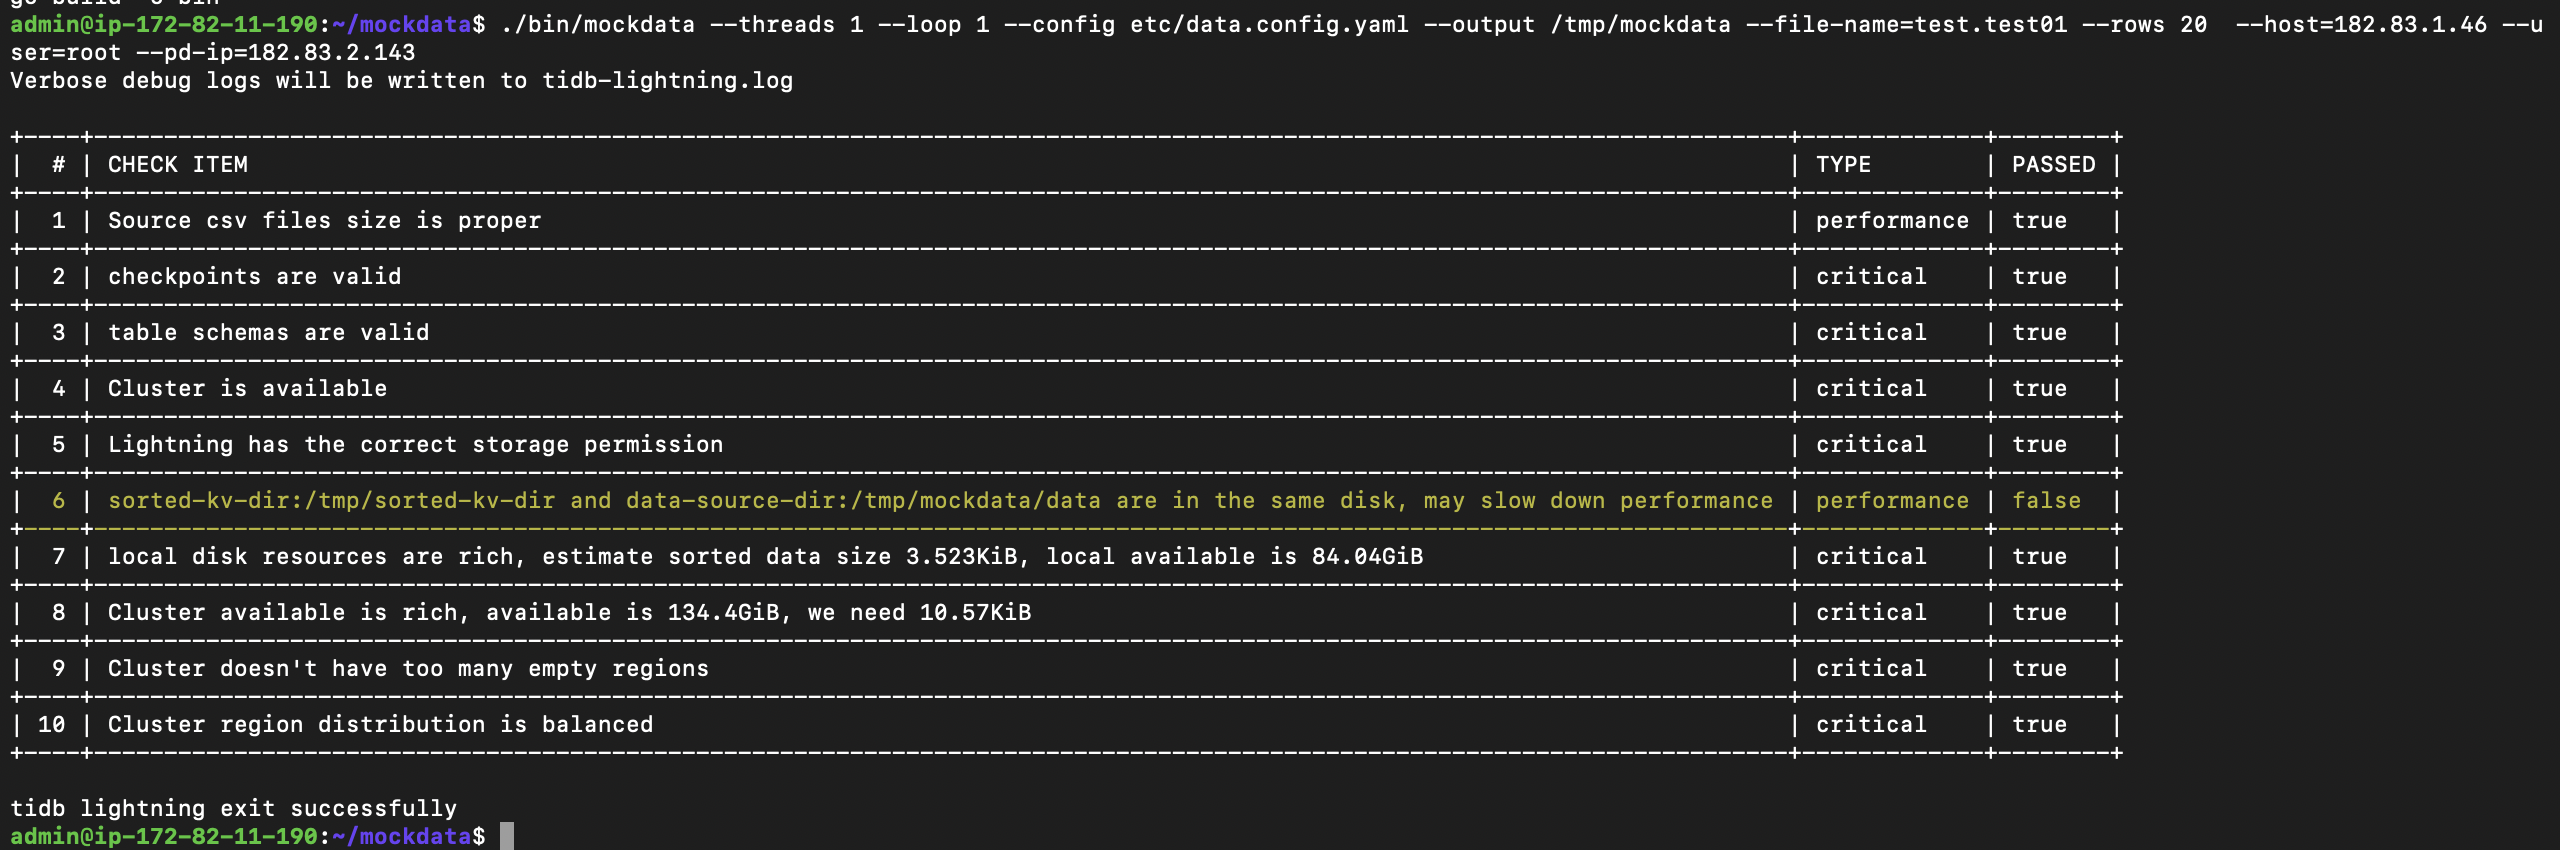 go build -o bin
admin@ip-172-82-11-190:~/mockdata$ ./bin/mockdata --threads 1 --loop 1 --config etc/data.config.yaml --output /tmp/mockdata --file-name=test.test01 --rows 20  --host=182.83.1.46 --u
ser=root --pd-ip=182.83.2.143
Verbose debug logs will be written to tidb-lightning.log
| # | CHECK ITEM | TYPE | PASSED |
| 1 | Source csv files size is proper | performance | true |
| 2 | checkpoints are valid | critical | true |
| 3 | table schemas are valid | critical | true |
| 4 | Cluster is available | critical | true |
| 5 | Lightning has the correct storage permission | critical | true |
| 6 | sorted-kv-dir:/tmp/sorted-kv-dir and data-source-dir:/tmp/mockdata/data are in the same disk, may slow down performance | performance | false |
| 7 | local disk resources are rich, estimate sorted data size 3.523KiB, local available is 84.04GiB | critical | true |
| 8 | Cluster available is rich, available is 134.4GiB, we need 10.57KiB | critical | true |
| 9 | Cluster doesn't have too many empty regions | critical | true |
| 10 | Cluster region distribution is balanced | critical | true |
tidb lightning exit successfully
admin@ip-172-82-11-190:~/mockdata$